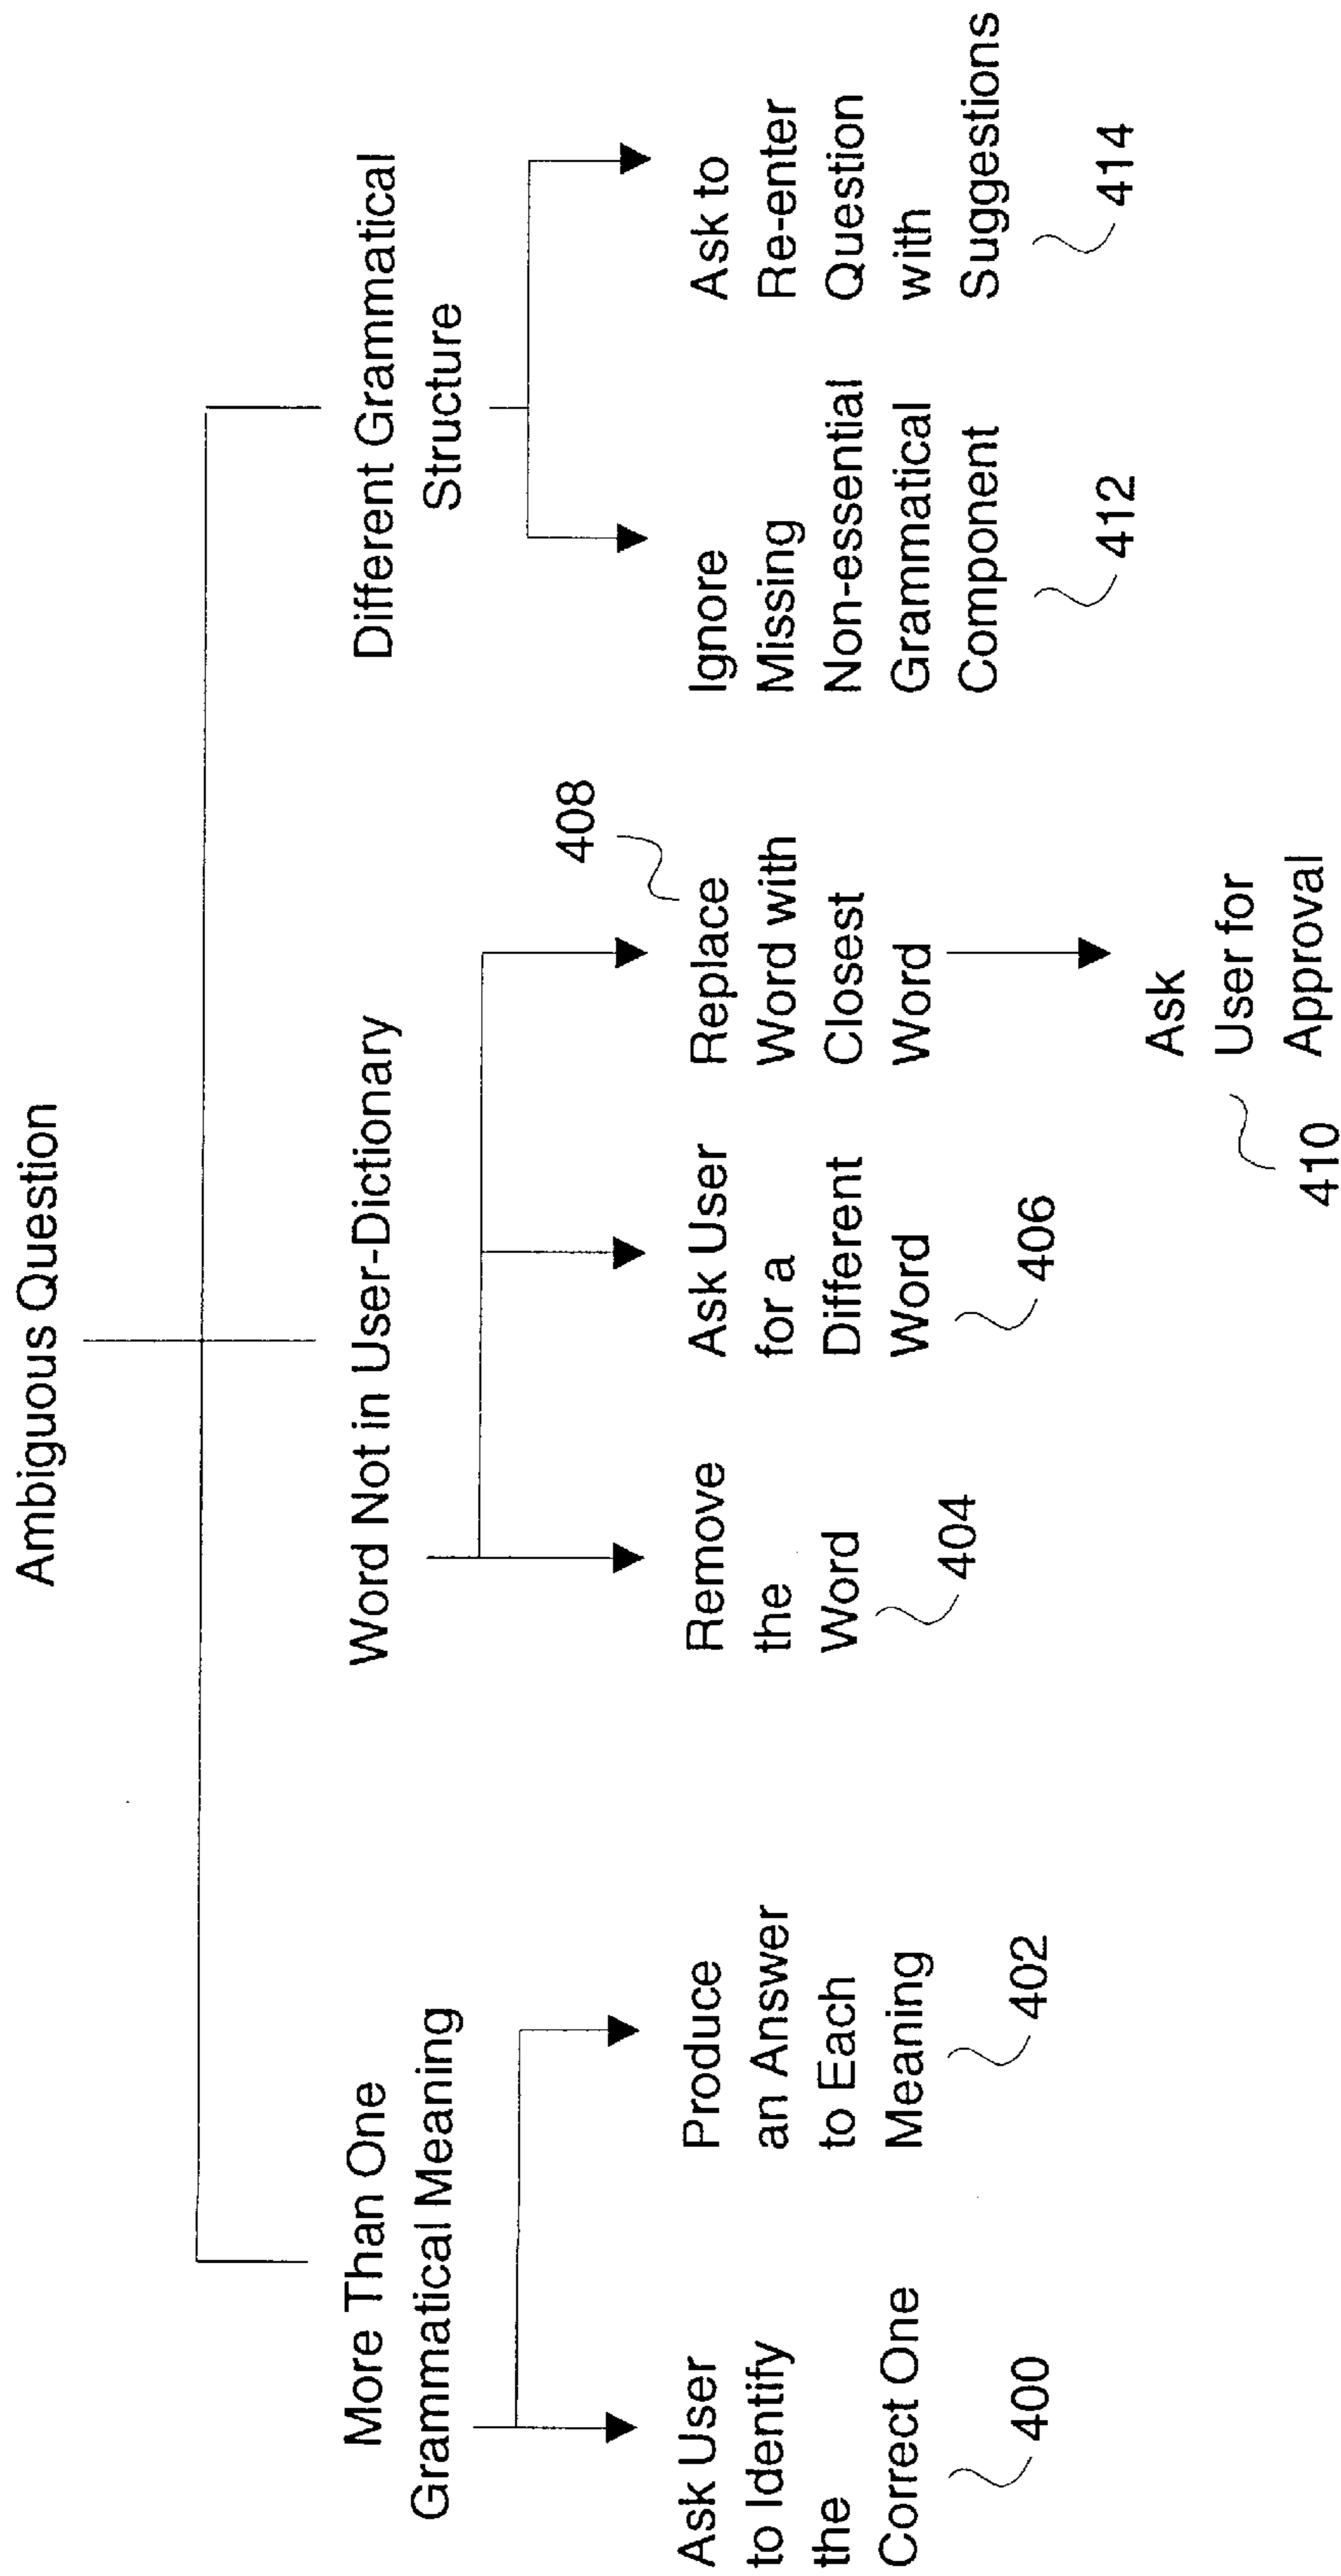 Ambiguous Question
More Than One
Grammatical Meaning
Ask User
to Identify
the
Correct One
400
Produce
an Answer
to Each
Meaning
402
Word Not in User-Dictionary
Remove
the
Word
404
Ask User
for a
Different
Word
406
408
Replace
Word with
Closest
Word
Ask
User for
Approval
410
Different Grammatical
Structure
Ignore
Missing
Non-essential
Grammatical
Component
412
Ask to
Re-enter
Question
with
Suggestions
414